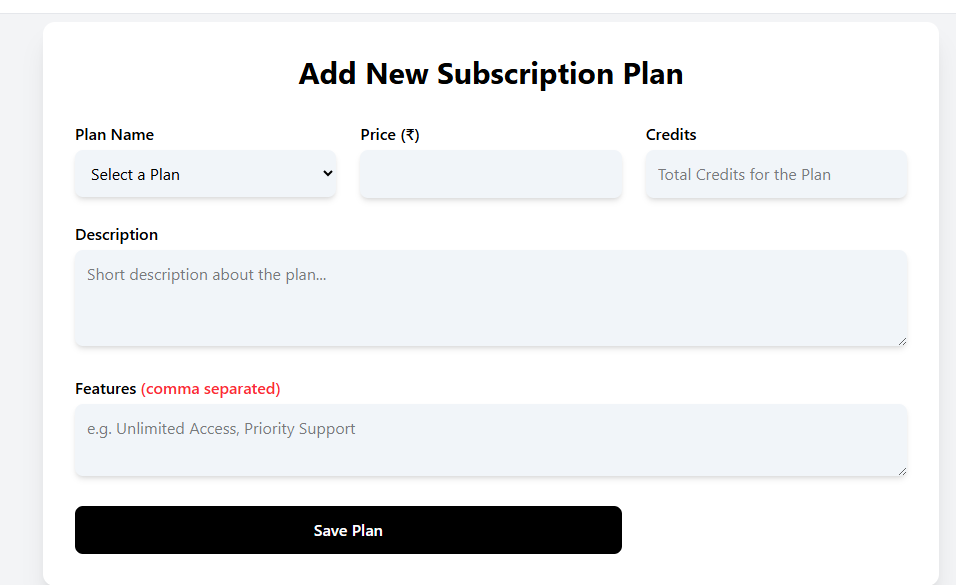 Add New Subscription Plan
Plan Name Price (₹) Credits
Select a Plan Total Credits for the Plan
Description
Short description about the plan...
Features (comma separated)
e.g. Unlimited Access, Priority Support
Save Plan